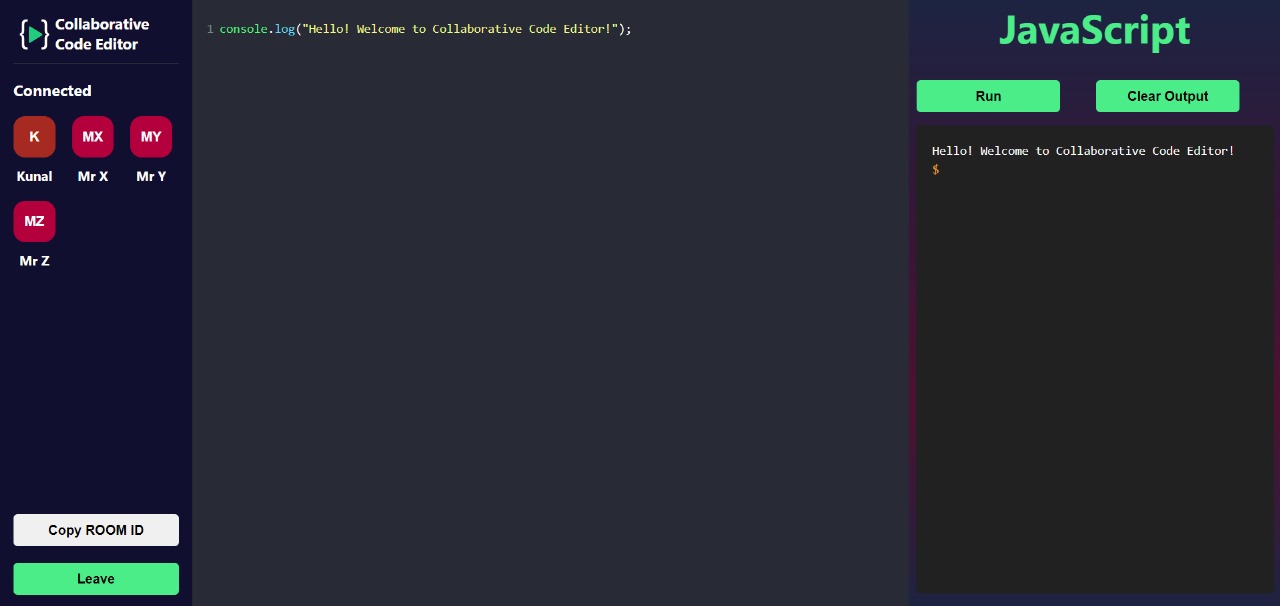 Collaborative
Code Editor
Connected
K
MX
MY
Kunal
Mr X
Mr Y
MZ
Mr Z
Copy ROOM ID
Leave
1 console.log("Hello! Welcome to Collaborative Code Editor!");
JavaScript
Run
Clear Output
Hello! Welcome to Collaborative Code Editor!
$